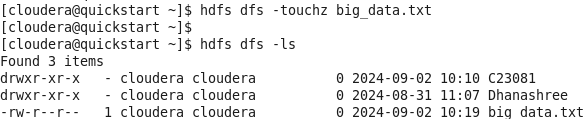 [cloudera@quickstart ~]$ hdfs dfs -touchz big_data.txt
[cloudera@quickstart ~]$
[cloudera@quickstart ~]$ hdfs dfs -ls
Found 3 items
drwxr-xr-x   - cloudera cloudera          0 2024-09-02 10:10 C23081
drwxr-xr-x   - cloudera cloudera          0 2024-08-31 11:07 Dhanashree
-rw-r--r--   1 cloudera cloudera          0 2024-09-02 10:19 big_data.txt